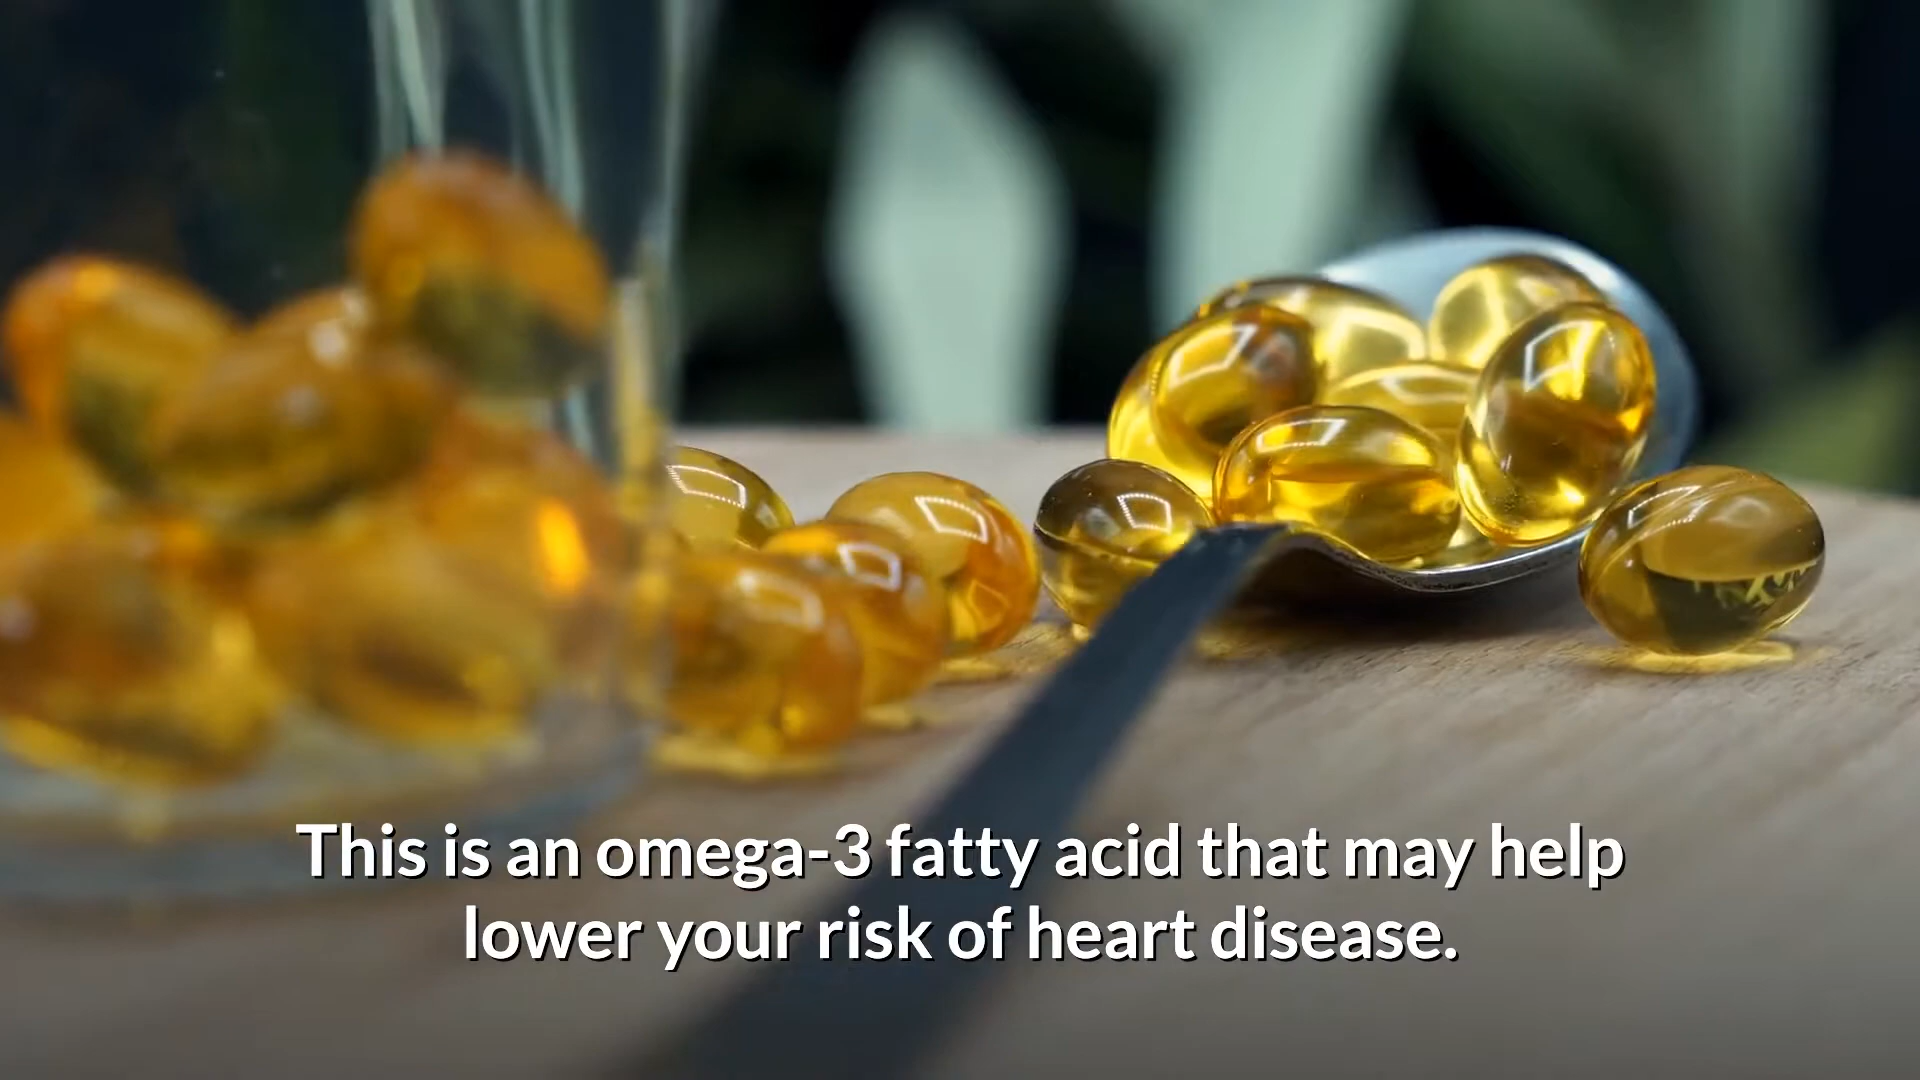 This is an omega-3 fatty acid that may help
lower your risk of heart disease.